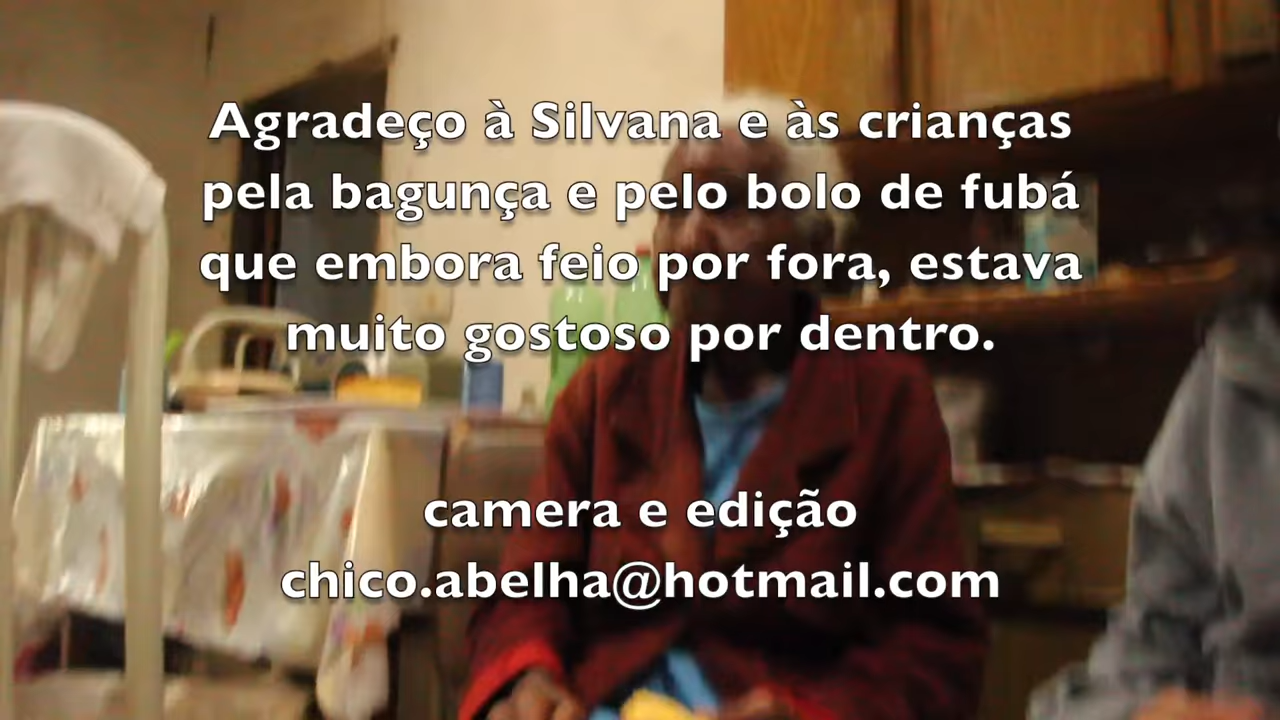 Agradeço à Silvana e às crianças
pela bagunça e pelo bolo de fubá
que embora feio por fora, estava
muito gostoso por dentro.
camera e edição
chico.abelha@hotmail.com